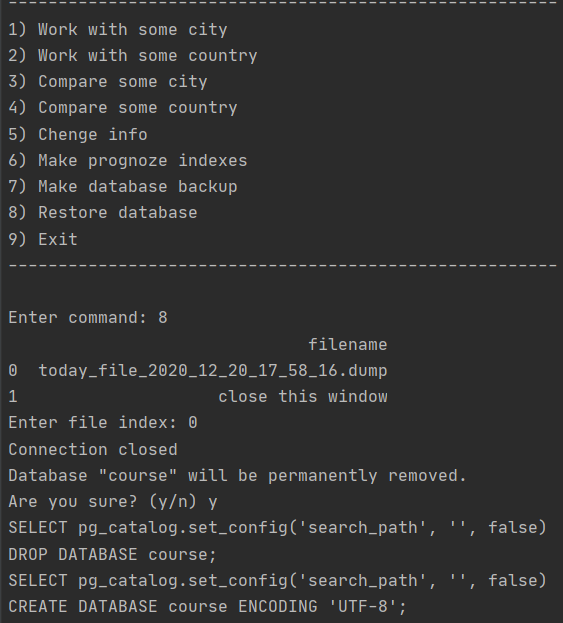 -------------------------------------------------------
1) Work with some city
2) Work with some country
3) Compare some city
4) Compare some country
5) Chenge info
6) Make prognoze indexes
7) Make database backup
8) Restore database
9) Exit
-------------------------------------------------------
Enter command: 8
filename
0  today_file_2020_12_20_17_58_16.dump
1                    close this window
Enter file index: 0
Connection closed
Database "course" will be permanently removed.
Are you sure? (y/n) y
SELECT pg_catalog.set_config('search_path', '', false)
DROP DATABASE course;
SELECT pg_catalog.set_config('search_path', '', false)
CREATE DATABASE course ENCODING 'UTF-8';